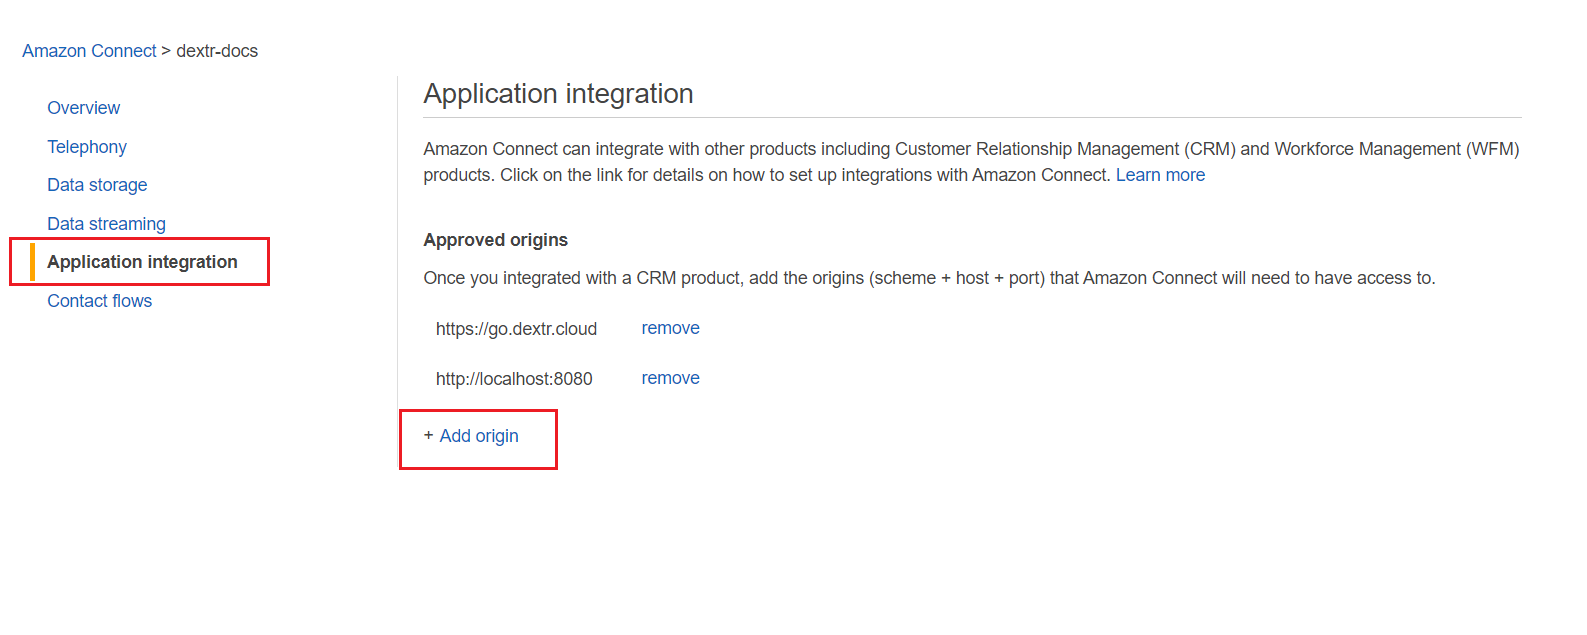 Amazon Connect > dextr-docs
Overview
Telephony
Data storage
Data streaming
Application integration
Contact flows
Application integration
Amazon Connect can integrate with other products including Customer Relationship Management (CRM) and Workforce Management (WFM)
products. Click on the link for details on how to set up integrations with Amazon Connect. Learn more
Approved origins
Once you integrated with a CRM product, add the origins (scheme + host + port) that Amazon Connect will need to have access to.
https://go.dextr.cloud remove
http://localhost:8080 remove
+ Add origin